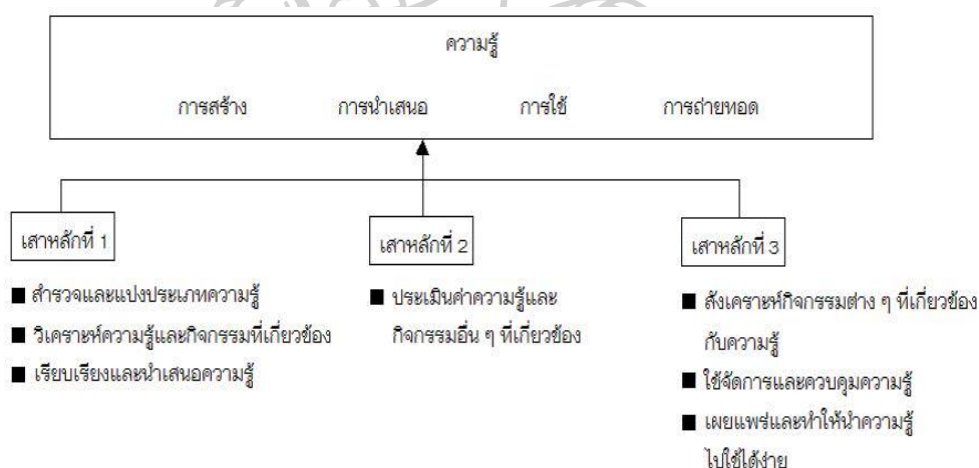 ความรู้
การสร้าง การนำเสนอ การใช้ การถ่ายทอด
เสาหลักที่ 1
■ สำรวจและแบ่งประเภทความรู้
■ วิเคราะห์ความรู้และกิจกรรมที่เกี่ยวข้อง
■ เรียบเรียงและนำเสนอความรู้
เสาหลักที่ 2
■ ประเมินค่าความรู้และ
กิจกรรมอื่น ๆ ที่เกี่ยวข้อง
เสาหลักที่ 3
■ สังเคราะห์กิจกรรมต่าง ๆ ที่เกี่ยวข้อง
กับความรู้
■ ใช้จัดการและควบคุมความรู้
■ เผยแพร่และทำให้นำความรู้
ไปใช้ได้ง่าย